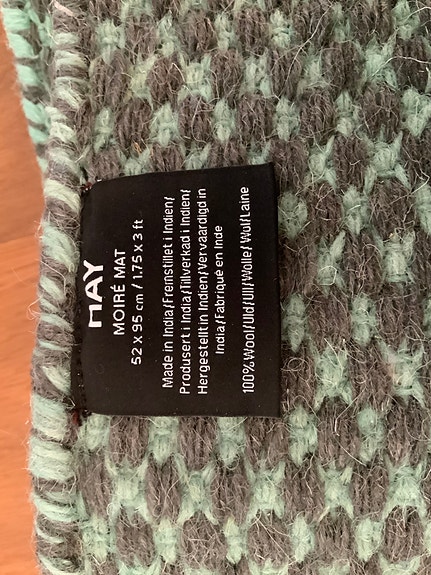 HAY
MOIRÉ MAT
52 x 95 cm / 1.75 x 3 ft
Made in India/Fremstillet i Indien/
Produsert i India/Tillverkad i Indien/
Hergestellt in Indien/Vervaardigd in
India/Fabriqué en Inde
100% Wool/Uld/Ull/Wolle/Wol/Laine